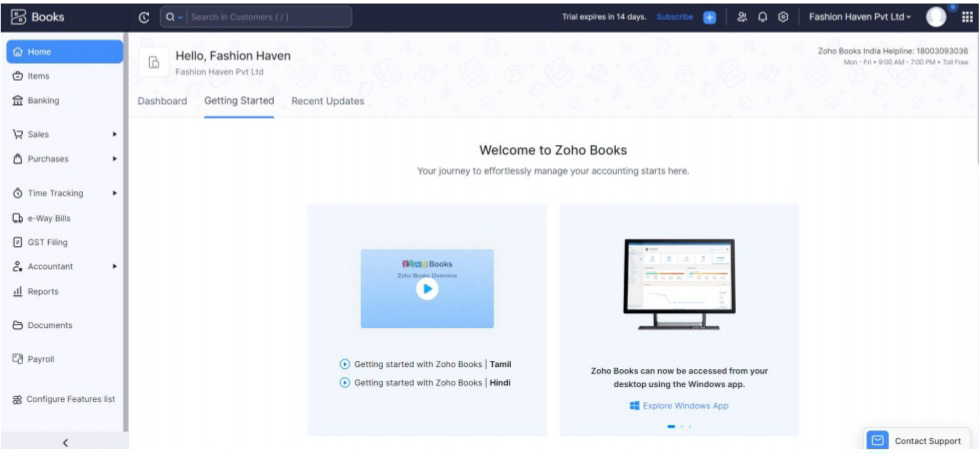 Books
Search in Customers ( / )
Trial expires in 14 days. Subscribe
Fashion Haven Pvt Ltd
Home
Items
Banking
Sales
Purchases
Time Tracking
e-Way Bills
GST Filing
Accountant
Reports
Documents
Payroll
Configure Features list
Hello, Fashion Haven
Fashion Haven Pvt Ltd
Zoho Books India Helpline: 18003093036
Mon - Fri • 9:00 AM - 7:00 PM • Toll Free
Dashboard Getting Started Recent Updates
Welcome to Zoho Books
Your journey to effortlessly manage your accounting starts here.
Books
Zoho Books Overview
Getting started with Zoho Books | Tamil
Getting started with Zoho Books | Hindi
Zoho Books can now be accessed from your
desktop using the Windows app.
Explore Windows App
Contact Support